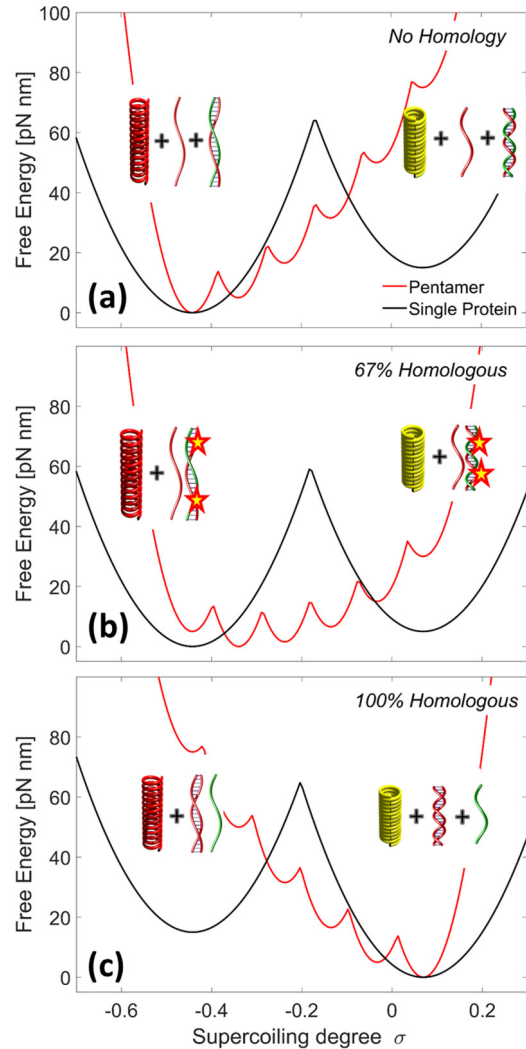 100
No Homology
80
60
40
20
0
Free Energy [pN nm]
(a)
Pentamer
Single Protein
67% Homologous
80
60
40
20
0
Free Energy [pN nm]
(b)
100% Homologous
80
60
40
20
0
Free Energy [pN nm]
(c)
-0.6 -0.4 -0.2 0 0.2
Supercoiling degree σ